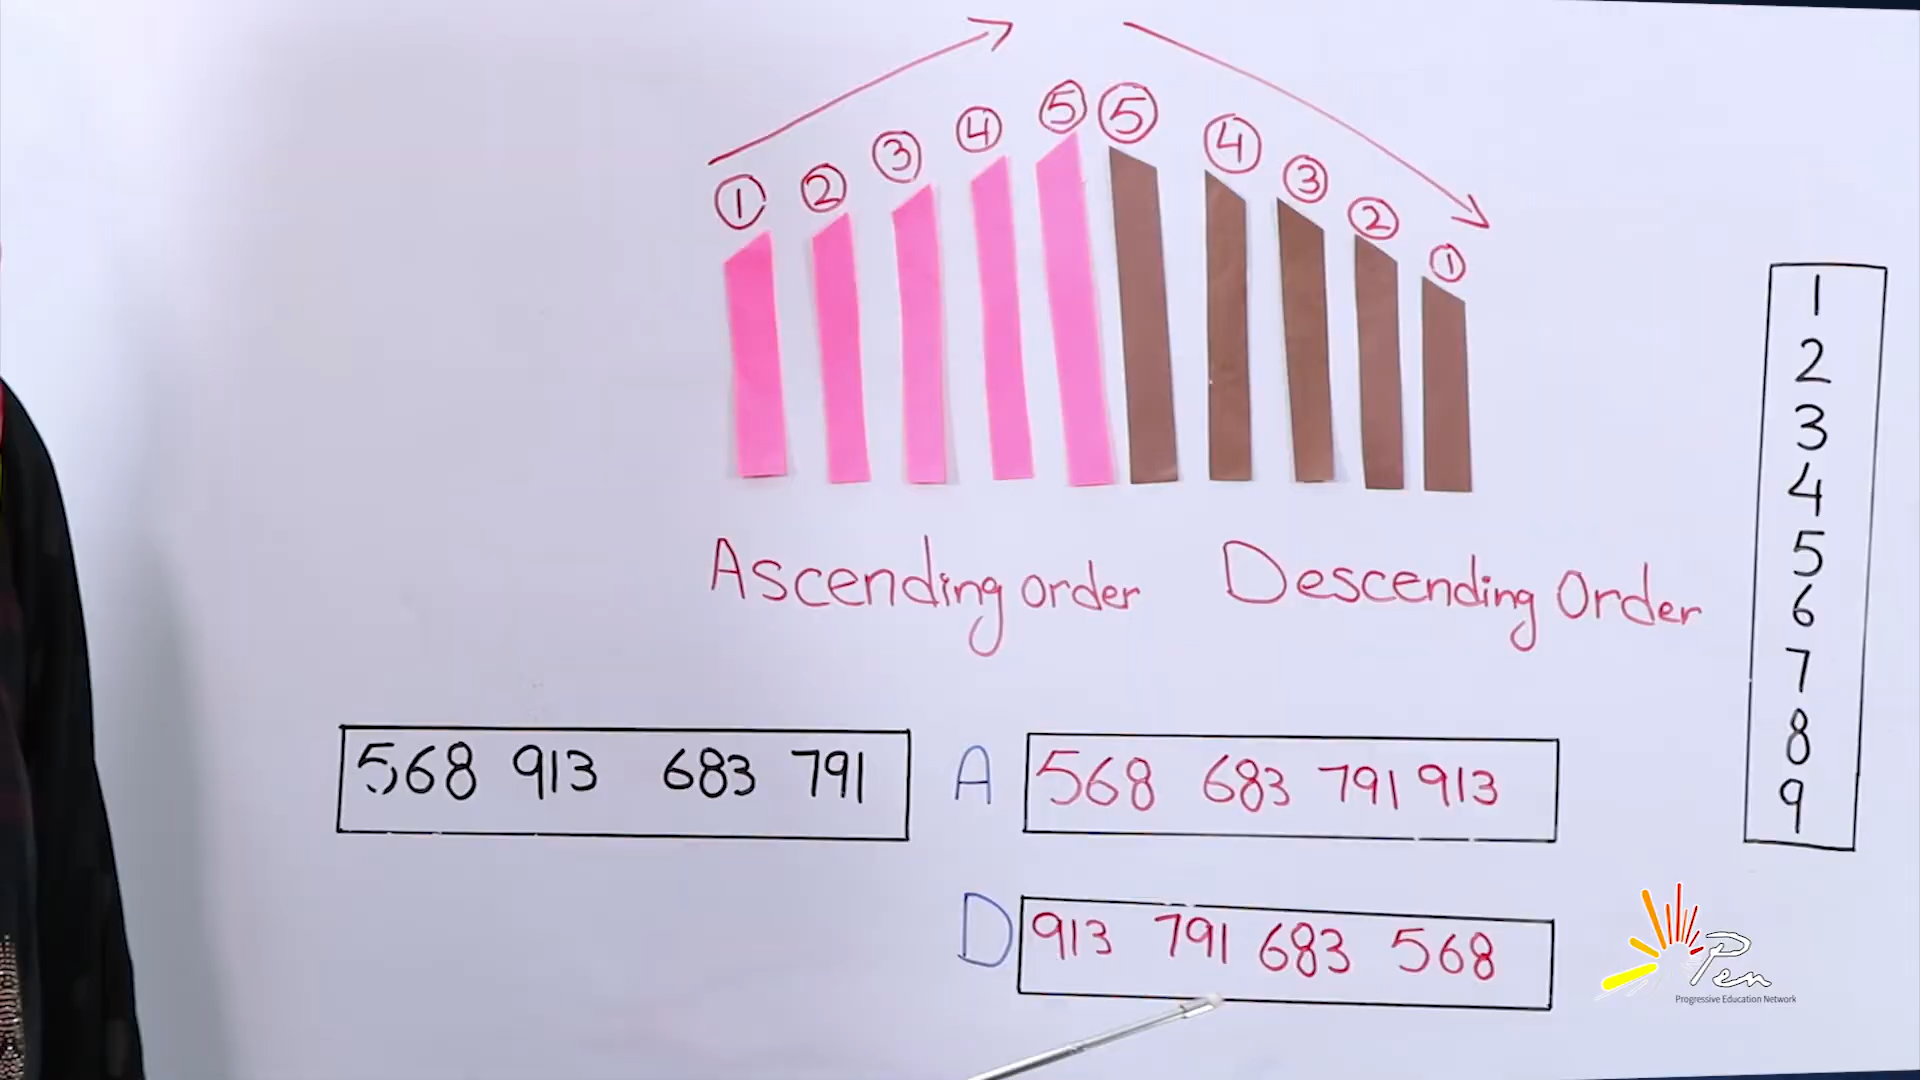 1 2 3 4 5 5 4 3 2 1
Ascending order Descending Order
1
2
3
4
5
6
7
8
9
568 913 683 791
A 568 683 791 913
D 913 791 683 568
Pen
Progressive Education Network